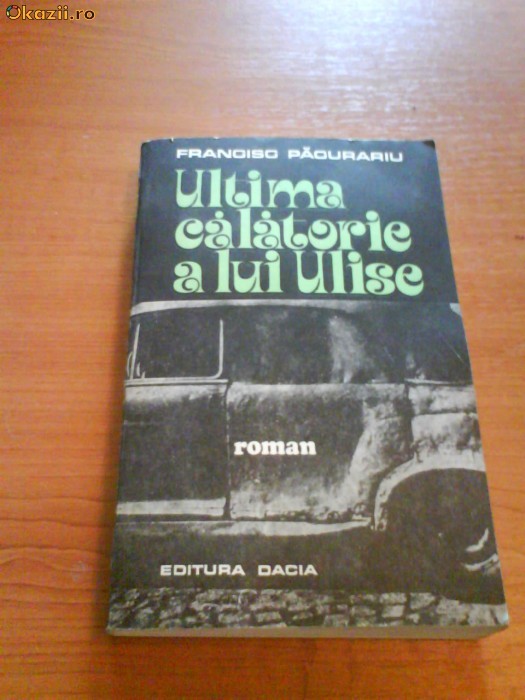 Okazii.ro
FRANCISC PĂCURARIU
Ultima
călătorie
a lui Ulise
roman
EDITURA DACIA